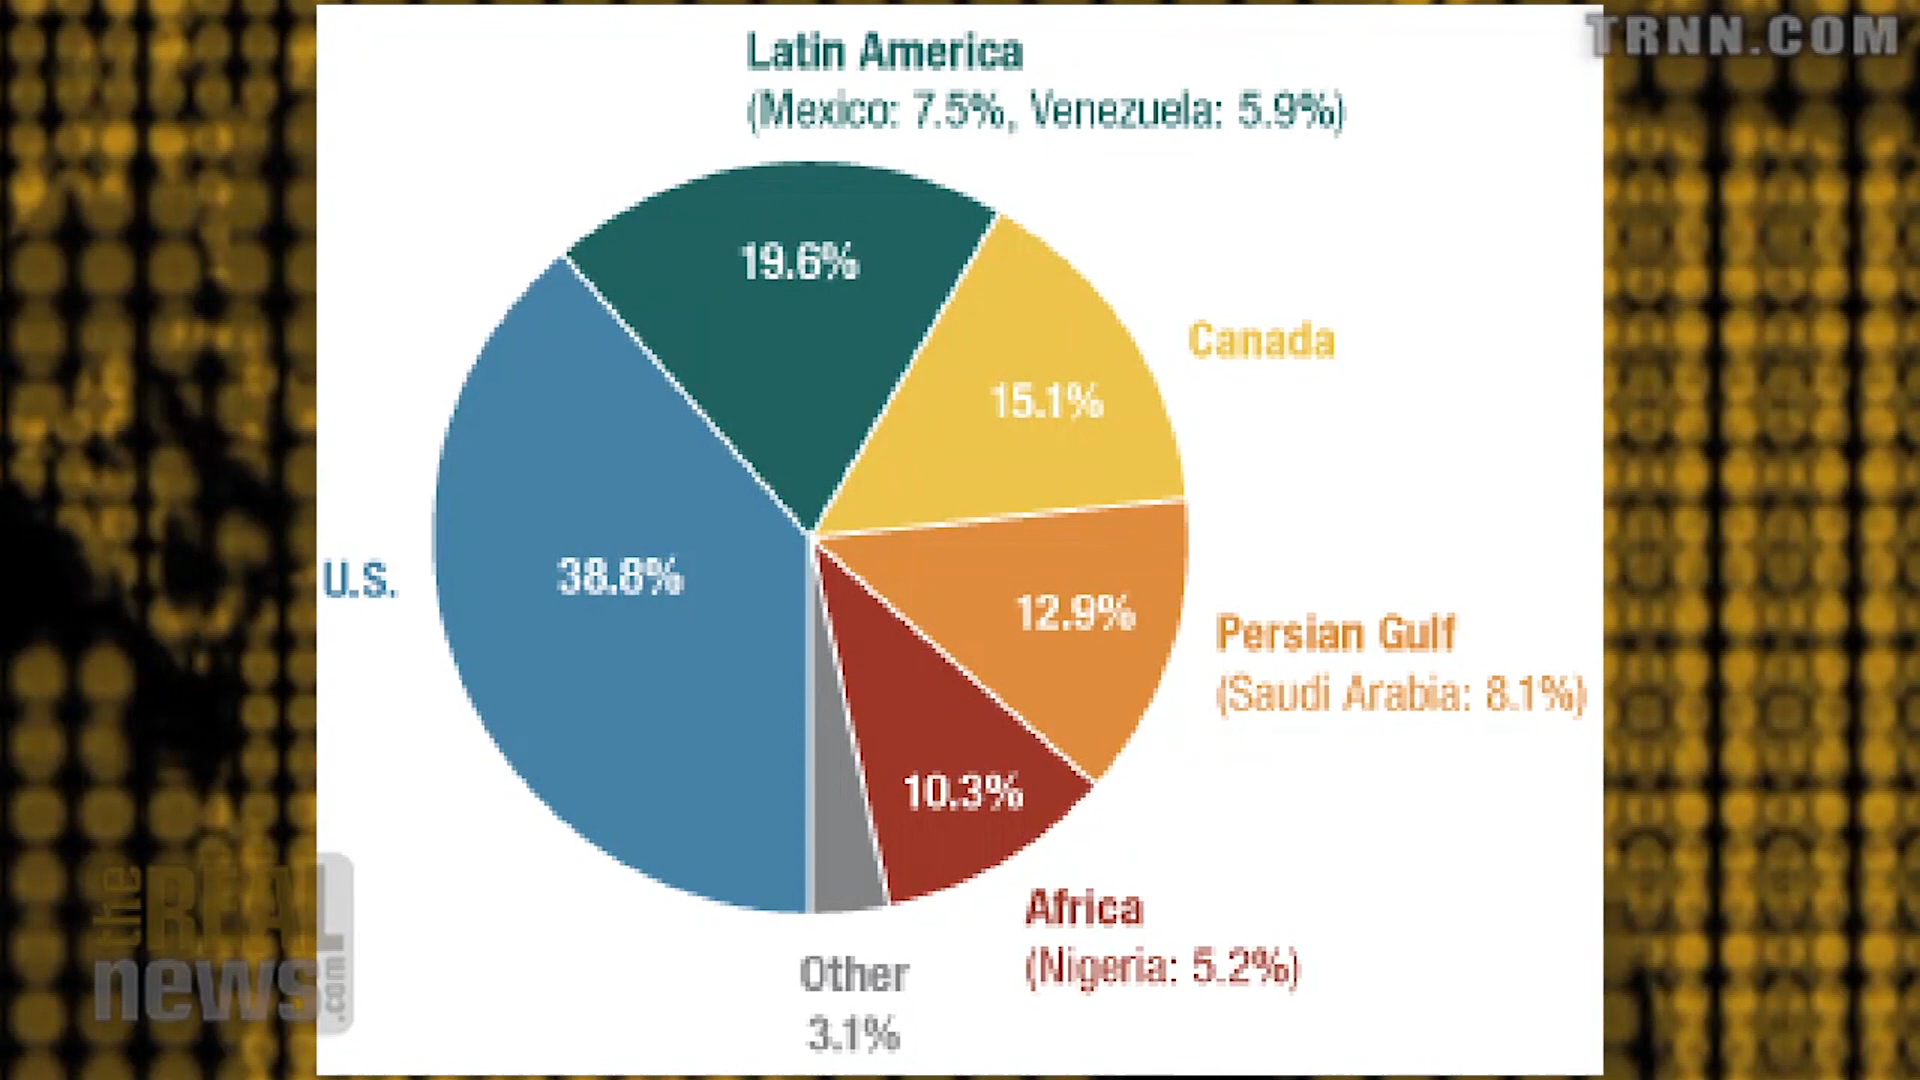 TRNN.COM
Latin America
(Mexico: 7.5%, Venezuela: 5.9%)
19.6%
Canada
15.1%
U.S.
38.8%
12.9%
Persian Gulf
(Saudi Arabia: 8.1%)
10.3%
Africa
(Nigeria: 5.2%)
Other
3.1%
the
REAL
news.com